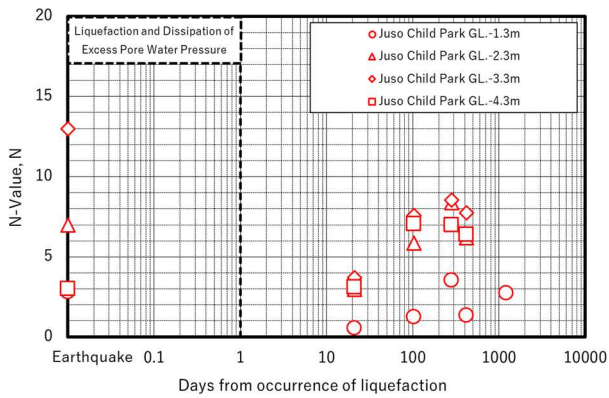 20
15
10
5
0
N-Value, N
Liquefaction and Dissipation of
Excess Pore Water Pressure
Juso Child Park GL.-1.3m
Juso Child Park GL.-2.3m
Juso Child Park GL.-3.3m
Juso Child Park GL.-4.3m
Earthquake 0.1 1 10 100 1000 10000
Days from occurrence of liquefaction